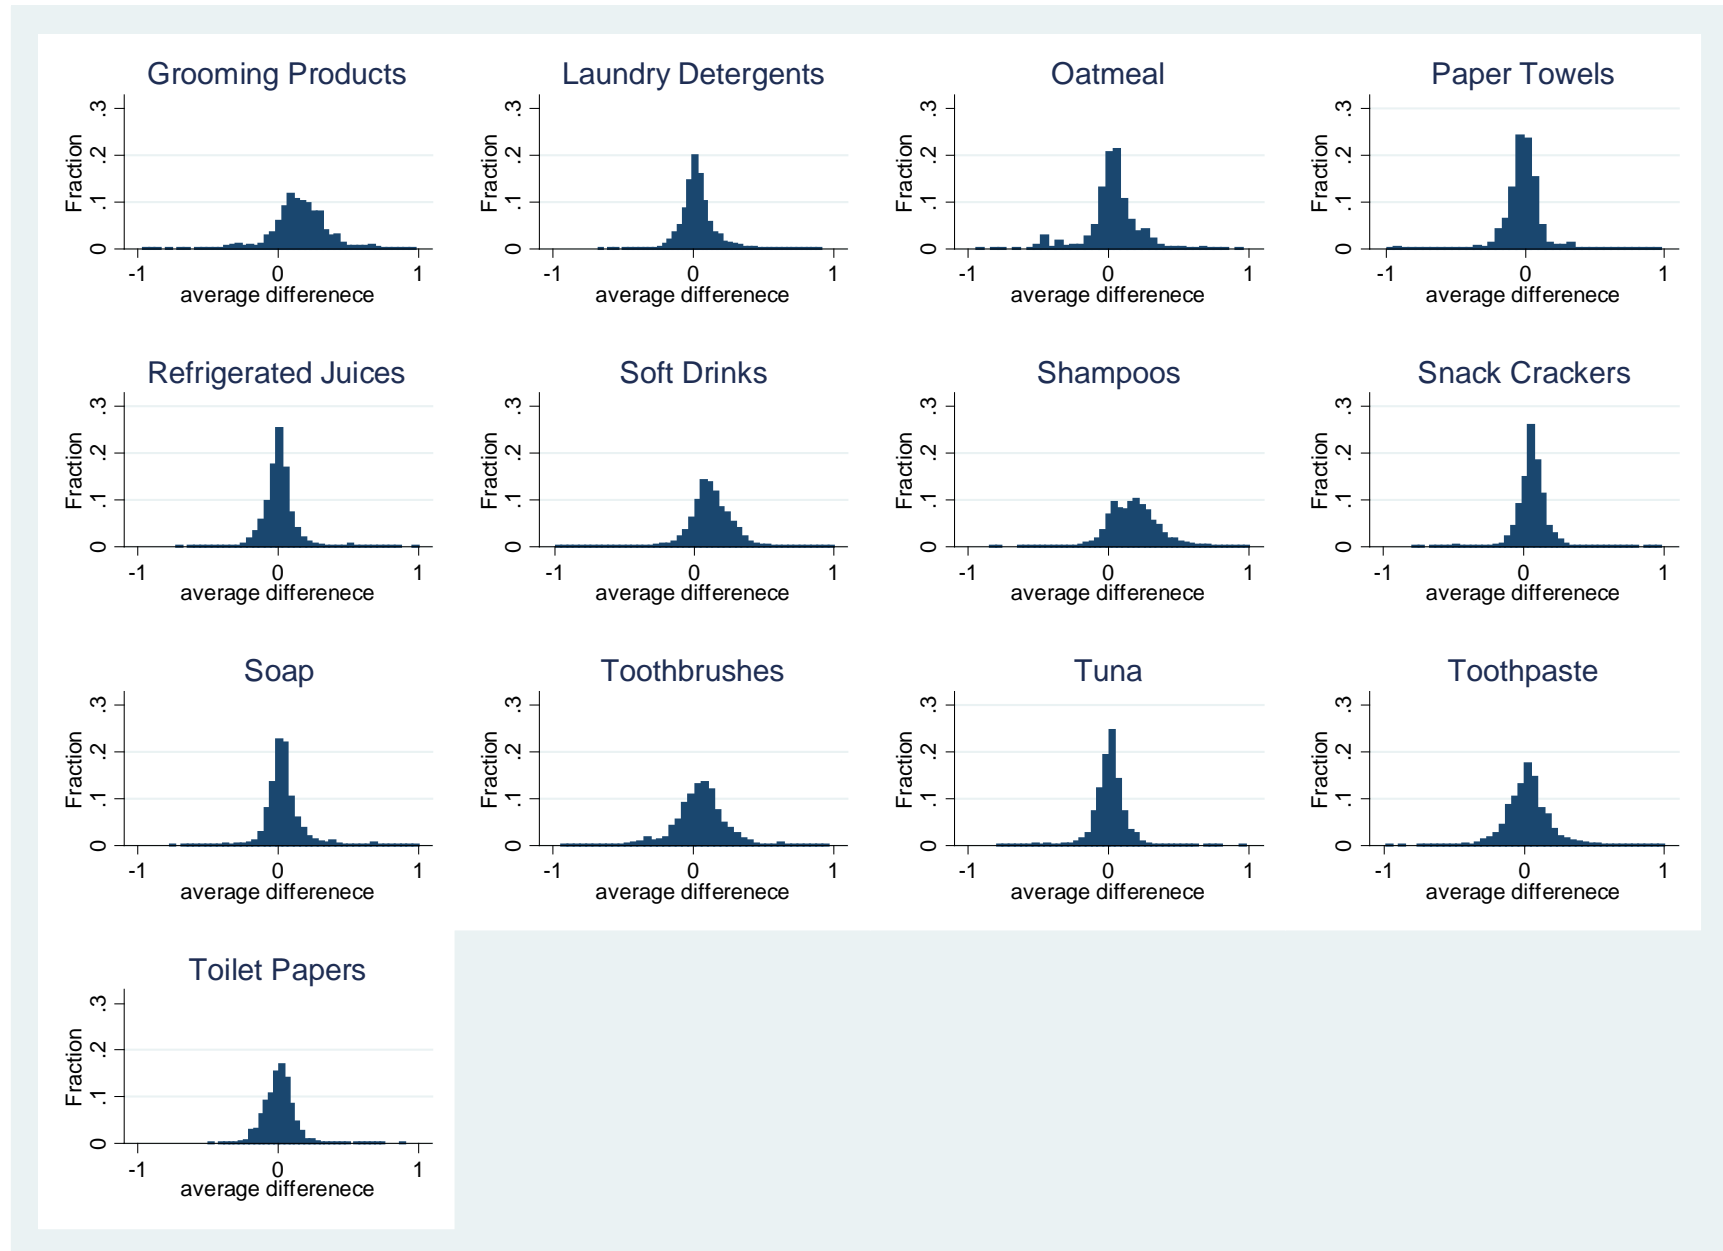 Grooming Products
Laundry Detergents
Oatmeal
Paper Towels
Fraction
0 .1 .2 .3
-1 0 1
average differenece
Fraction
0 .1 .2 .3
-1 0 1
average differenece
Fraction
0 .1 .2 .3
-1 0 1
average differenece
Fraction
0 .1 .2 .3
-1 0 1
average differenece
Refrigerated Juices
Soft Drinks
Shampoos
Snack Crackers
Fraction
0 .1 .2 .3
-1 0 1
average differenece
Fraction
0 .1 .2 .3
-1 0 1
average differenece
Fraction
0 .1 .2 .3
-1 0 1
average differenece
Fraction
0 .1 .2 .3
-1 0 1
average differenece
Soap
Toothbrushes
Tuna
Toothpaste
Fraction
0 .1 .2 .3
-1 0 1
average differenece
Fraction
0 .1 .2 .3
-1 0 1
average differenece
Fraction
0 .1 .2 .3
-1 0 1
average differenece
Fraction
0 .1 .2 .3
-1 0 1
average differenece
Toilet Papers
Fraction
0 .1 .2 .3
-1 0 1
average differenece